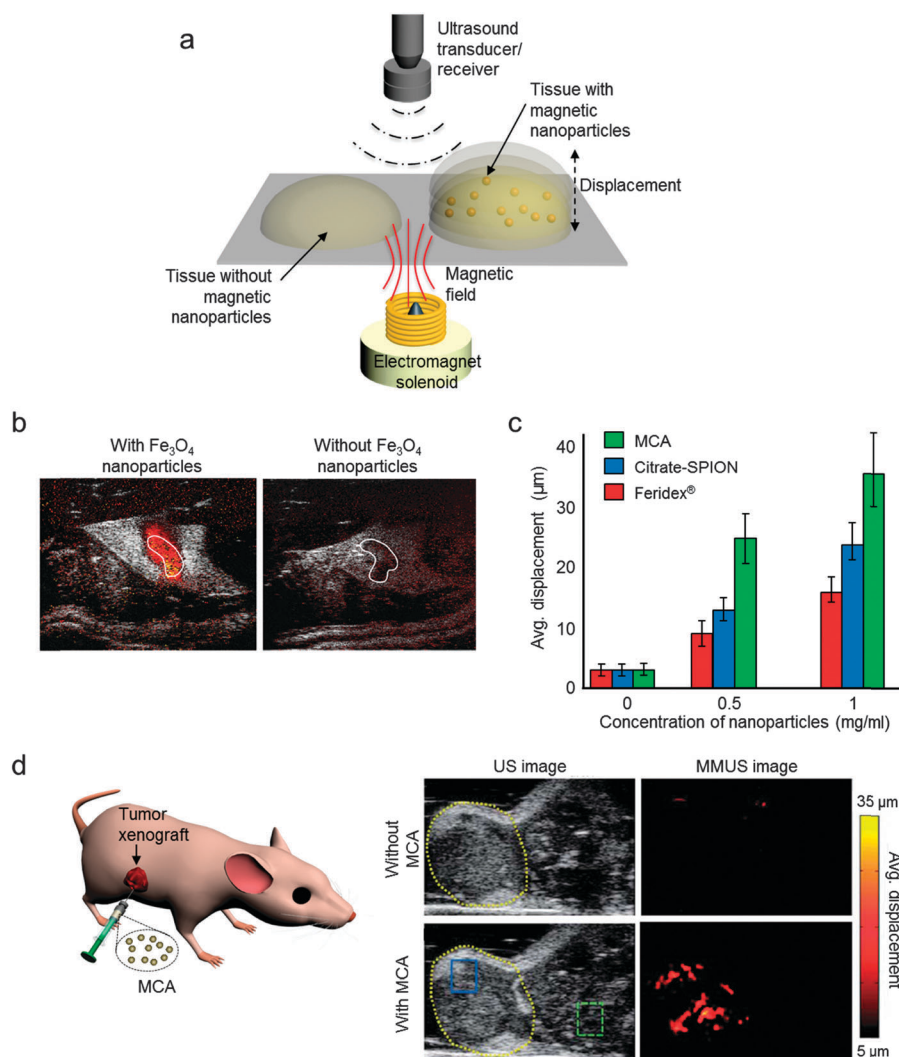 a
Ultrasound
transducer/
receiver
Tissue with
magnetic
nanoparticles
Displacement
Tissue without
magnetic
nanoparticles
Magnetic
field
Electromagnet
solenoid
b
With Fe₃O₄
nanoparticles
Without Fe₃O₄
nanoparticles
c
MCA
Citrate-SPION
Feridex®
Avg. displacement (µm)
40
30
20
10
0
0 0.5 1
Concentration of nanoparticles (mg/ml)
d
Tumor
xenograft
MCA
US image
MMUS image
Without
MCA
With MCA
35 µm
Avg. displacement
5 µm